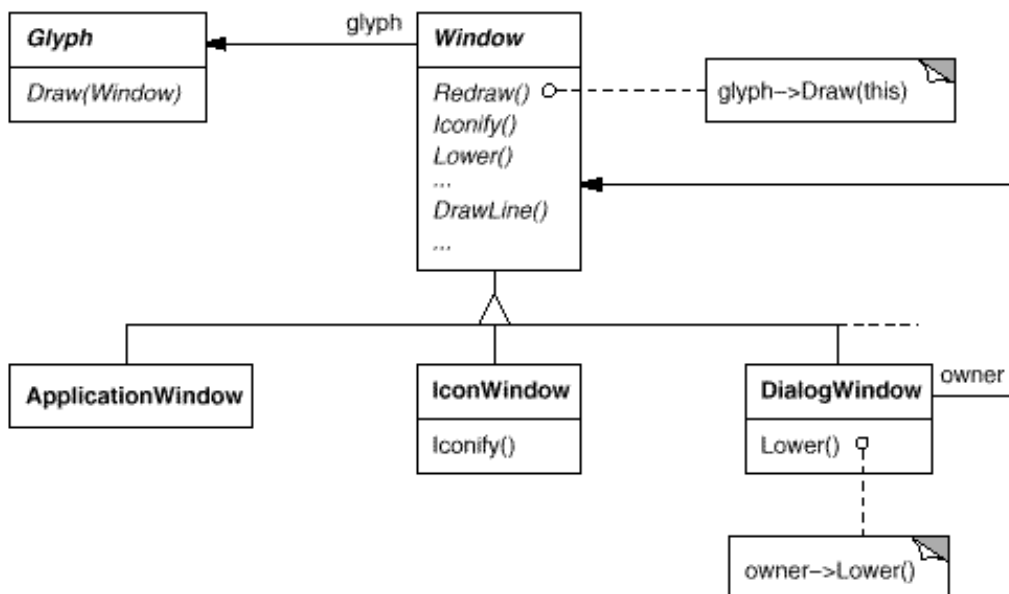 glyph
Glyph
Draw(Window)
Window
Redraw()
Iconify()
Lower()
...
DrawLine()
...
glyph->Draw(this)
ApplicationWindow
IconWindow
Iconify()
DialogWindow
Lower()
owner
owner->Lower()